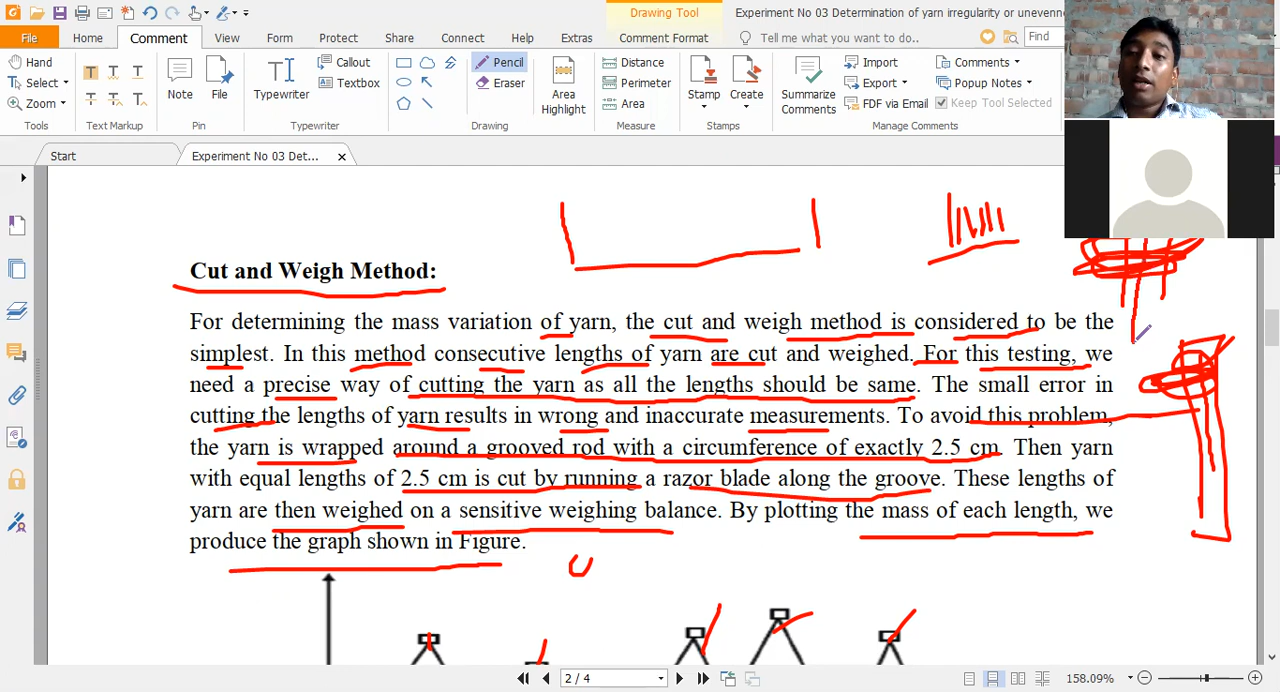 Drawing Tool
Experiment No 03 Determination of yarn irregularity or unevenne
File
Home
Comment
View
Form
Protect
Share
Connect
Help
Extras
Comment Format
Tell me what you want to do..
Find
Hand
Select
Zoom
Tools
Text Markup
Note
File
Pin
Typewriter
Callout
Textbox
Typewriter
Pencil
Eraser
Drawing
Area Highlight
Distance
Perimeter
Area
Measure
Stamp
Create
Stamps
Summarize Comments
Import
Export
FDF via Email
Comments
Popup Notes
Keep Tool Selected
Manage Comments
Start
Experiment No 03 Det...
Cut and Weigh Method:
For determining the mass variation of yarn, the cut and weigh method is considered to be the
simplest. In this method consecutive lengths of yarn are cut and weighed. For this testing, we
need a precise way of cutting the yarn as all the lengths should be same. The small error in
cutting the lengths of yarn results in wrong and inaccurate measurements. To avoid this problem,
the yarn is wrapped around a grooved rod with a circumference of exactly 2.5 cm. Then yarn
with equal lengths of 2.5 cm is cut by running a razor blade along the groove. These lengths of
yarn are then weighed on a sensitive weighing balance. By plotting the mass of each length, we
produce the graph shown in Figure.
2 / 4
158.09%